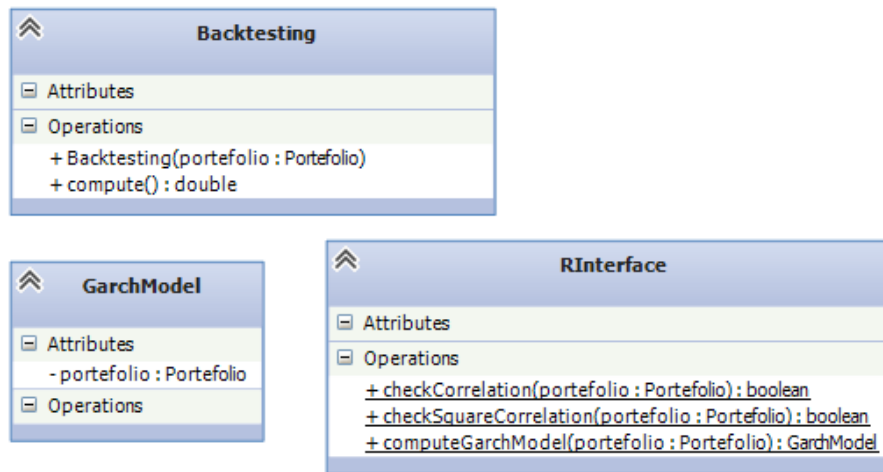 Backtesting
Attributes
Operations
+ Backtesting(portefolio : Portefolio)
+ compute() : double
GarchModel
Attributes
- portefolio : Portefolio
Operations
RInterface
Attributes
Operations
+ checkCorrelation(portefolio : Portefolio) : boolean
+ checkSquareCorrelation(portefolio : Portefolio) : boolean
+ computeGarchModel(portefolio : Portefolio) : GarchModel